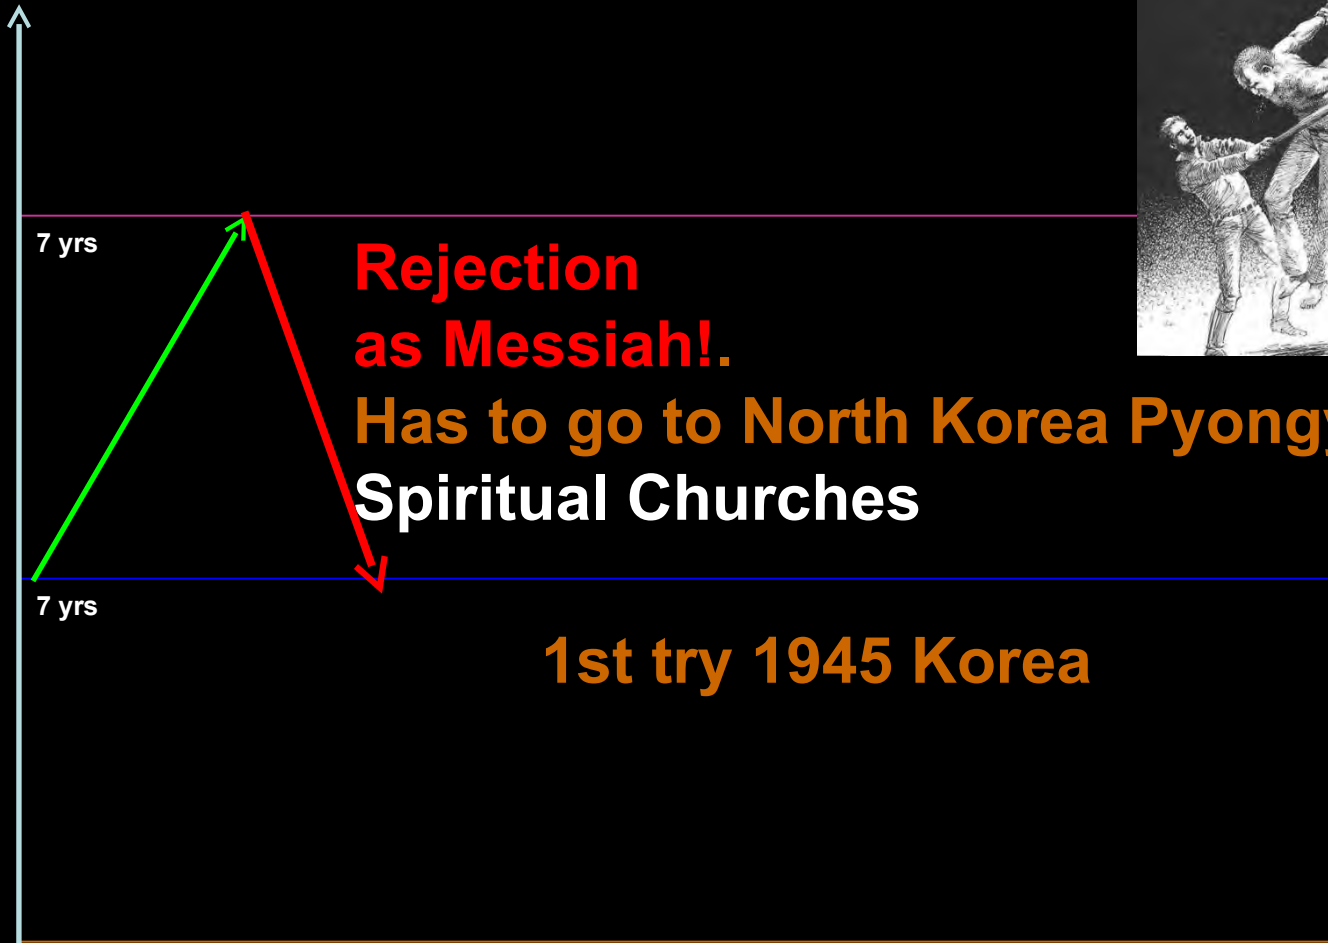 7 yrs
Rejection
as Messiah!.
Has to go to North Korea
Spiritual Churches
7 yrs
1st try 1945 Korea